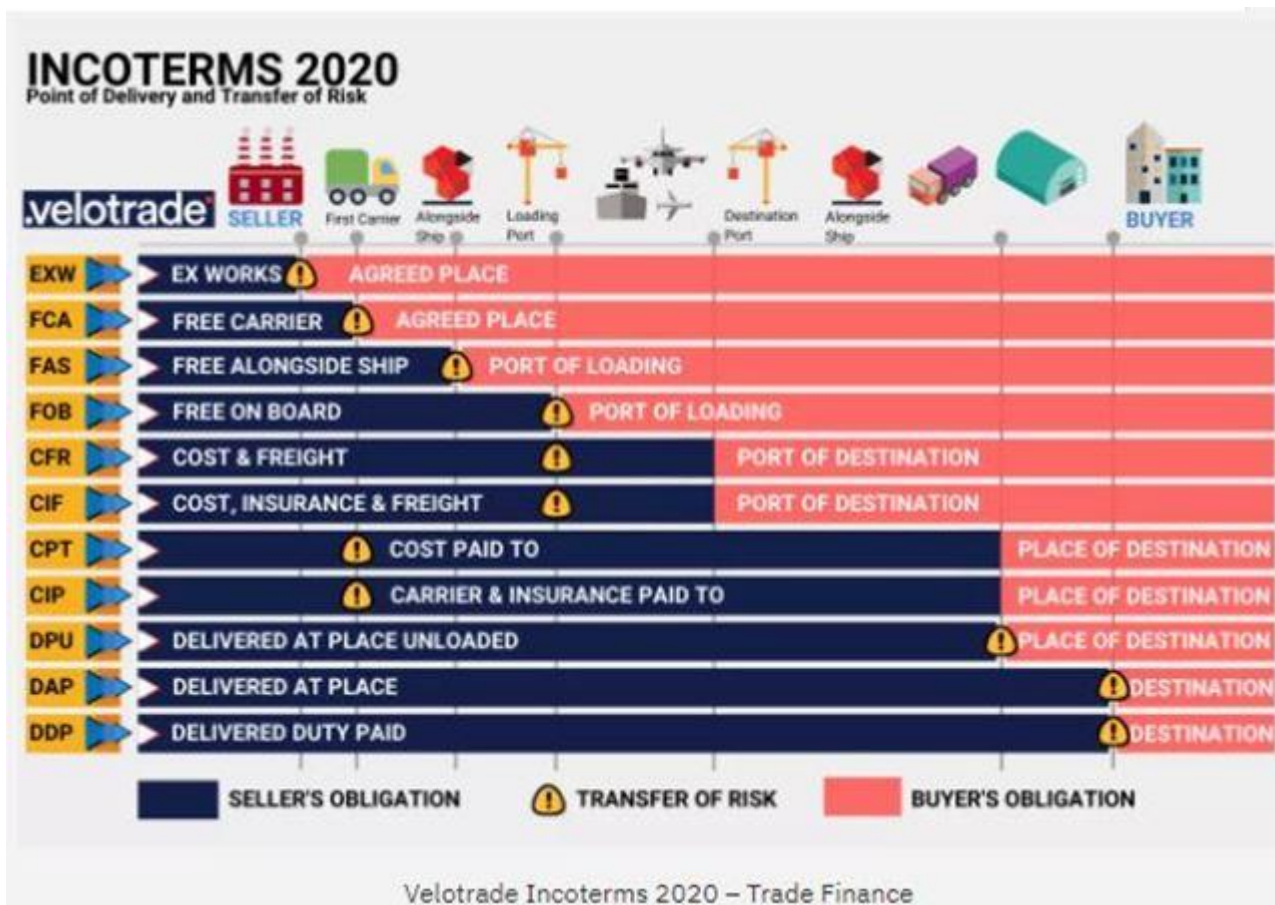 INCOTERMS 2020
Point of Delivery and Transfer of Risk
.velotrade
SELLER
First Carrier
Alongside
Ship
Loading
Port
Destination
Port
Alongside
Ship
BUYER
EXW EX WORKS AGREED PLACE
FCA FREE CARRIER AGREED PLACE
FAS FREE ALONGSIDE SHIP PORT OF LOADING
FOB FREE ON BOARD PORT OF LOADING
CFR COST & FREIGHT PORT OF DESTINATION
CIF COST, INSURANCE & FREIGHT PORT OF DESTINATION
CPT COST PAID TO PLACE OF DESTINATION
CIP CARRIER & INSURANCE PAID TO PLACE OF DESTINATION
DPU DELIVERED AT PLACE UNLOADED PLACE OF DESTINATION
DAP DELIVERED AT PLACE DESTINATION
DDP DELIVERED DUTY PAID DESTINATION
SELLER'S OBLIGATION TRANSFER OF RISK BUYER'S OBLIGATION
Velotrade Incoterms 2020 – Trade Finance